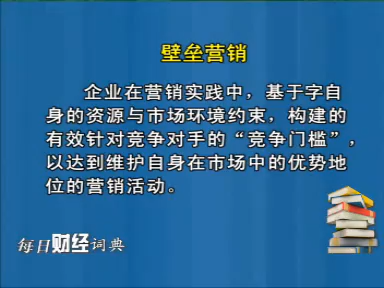 壁垒营销
企业在营销实践中，基于字自
身的资源与市场环境约束，构建的
有效针对竞争对手的“竞争门槛”，
以达到维护自身在市场中的优势地
位的营销活动。
每日财经词典